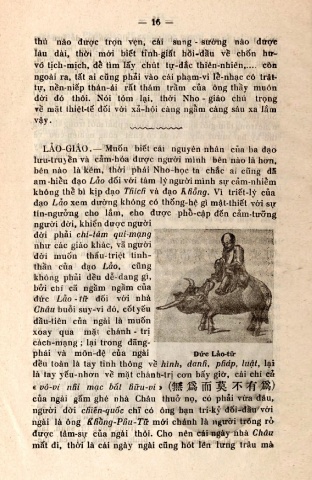 — 16 —
thú nào được trọn vẹn, cái sung-sướng nào được
lâu dài, thời mới biết tỉnh-giắt hồi-đầu về chốn hư-
vô tịch-mịch, để tìm lấy chút tự-đắc thiên-nhiên,... còn
ngoài ra, tất ai cũng phải vào cái phạm-vi lễ-nhạc có trật-
tự, nền-nếp thân-ái rất thâm trầm của ông thầy muôn
đời đó thôi. Nói tóm lại, thời Nho-giáo chú trọng
về mặt thiệt-tế đối với xã-hội càng ngẫm càng sâu xa lắm
vậy.
LÃO-GIÁO. — Muốn biết cái nguyên nhân của ba đạo
lưu-truyền và cảm-hóa được người mình bên nào là hơn,
bên nào là kém, thời phái Nho-học ta chắc ai cũng đã
am-hiểu đạo Lão đối với tâm lý người mình sự cảm-nhiễm
không thể bì kịp đạo Thích và đạo Khổng. Vì triết-lý của
đạo Lão xem dường không có thống-hệ gì mật-thiết với sự
tín-ngưỡng cho lắm, cho được phổ-cập đến cảm-tưởng
người đời, khiến được người
đời phải chí-tâm qui-mạng
như các giáo khác, vã người
đời muốn thấu-triệt tinh-
thần của đạo Lão, cũng
không phải dễ-dàng gì,
bởi chỉ cả ngầm ngầm của
đức Lão-tử đối với nhà
Châu buổi suy-vi đó, cốt yếu
đầu-tiên của ngài là muốn
xoay qua mặt chánh-trị
cách-mạng; lại trong đảng-
phái và môn-đệ của ngài
Đức Lão-tử
đều toàn là tay tinh thông về hình, danh, pháp, luật, lại
là tay yếu-nhơn về mặt chánh-trị cơn bấy giờ, cái chí cả
« vô-vi nhi mạc bất hữu-vi » (無爲而莫不有爲)
của ngài gắm ghé nhà Châu thuở nọ, có phải vừa đâu,
người đời chiến-quốc chỉ có ông bạn tri-kỷ đối-đầu với
ngài là ông Khổng-Phu-Tử mới chánh là người trông rõ
được tâm-sự của ngài thôi. Cho nên cái ngày nhà Châu
mất đi, thời là cái ngày ngài cũng hót lên lưng trâu mà